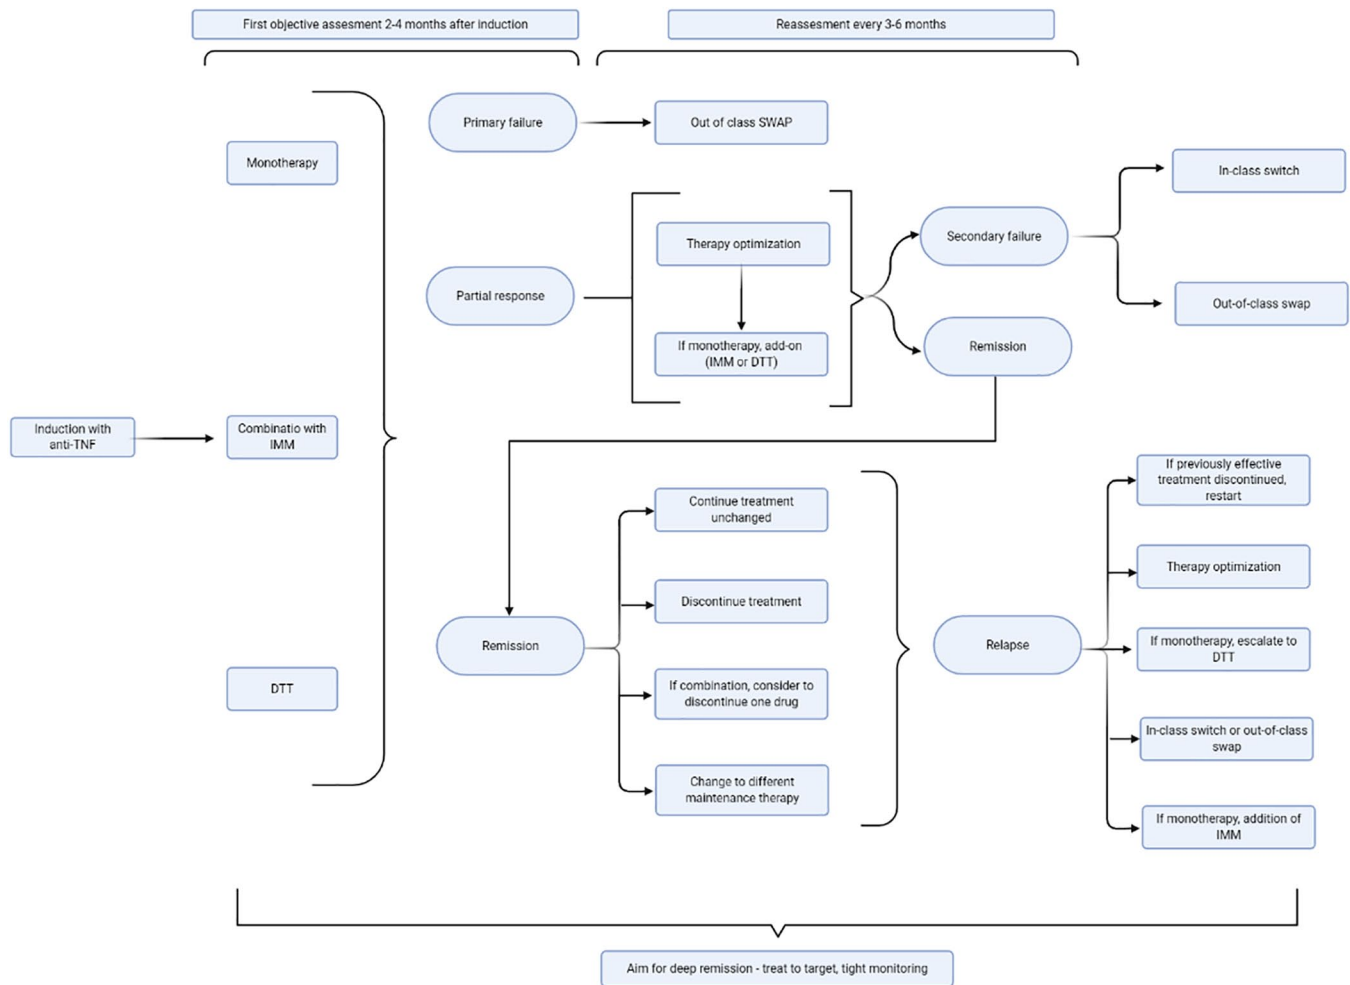 First objective assesment 2-4 months after induction
Reassesment every 3-6 months
Primary failure
Out of class SWAP
Monotherapy
In-class switch
Therapy optimization
Secondary failure
Partial response
Out-of-class swap
If monotherapy, add-on
(IMM or DTT)
Remission
Induction with
anti-TNF
Combinatio with
IMM
If previously effective
treatment discontinued,
restart
Continue treatment
unchanged
Therapy optimization
Discontinue treatment
Remission
Relapse
If monotherapy, escalate to
DTT
DTT
If combination, consider to
discontinue one drug
In-class switch or out-of-class
swap
Change to different
maintenance therapy
If monotherapy, addition of
IMM
Aim for deep remission - treat to target, tight monitoring